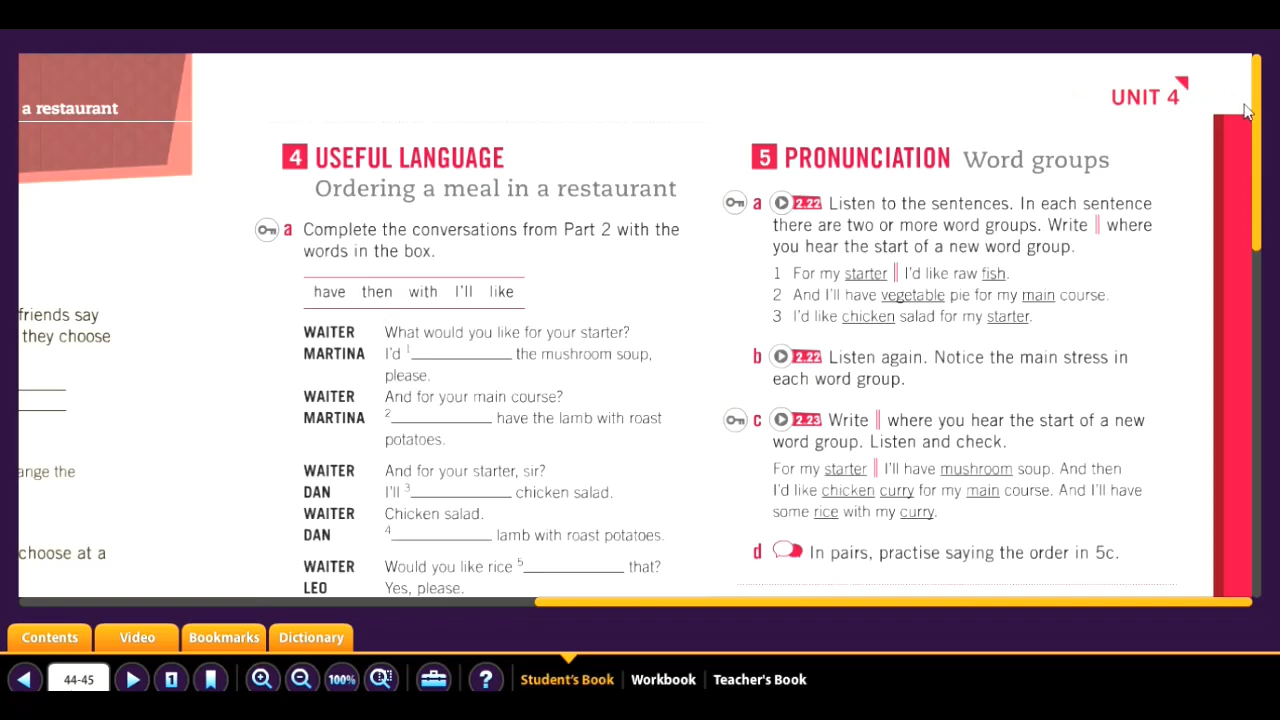 a restaurant
friends say
they choose
ange the
choose at a
UNIT 4
4 USEFUL LANGUAGE
Ordering a meal in a restaurant
a Complete the conversations from Part 2 with the
words in the box.
have then with I'll like
WAITER What would you like for your starter?
MARTINA I'd 1____________ the mushroom soup,
please.
WAITER And for your main course?
MARTINA 2____________ have the lamb with roast
potatoes.
WAITER And for your starter, sir?
DAN I'll 3____________ chicken salad.
WAITER Chicken salad.
DAN 4____________ lamb with roast potatoes.
WAITER Would you like rice 5____________ that?
LEO Yes, please.
5 PRONUNCIATION Word groups
a 2.22 Listen to the sentences. In each sentence
there are two or more word groups. Write || where
you hear the start of a new word group.
1 For my starter || I'd like raw fish.
2 And I'll have vegetable pie for my main course.
3 I'd like chicken salad for my starter.
b 2.22 Listen again. Notice the main stress in
each word group.
c 2.23 Write || where you hear the start of a new
word group. Listen and check.
For my starter || I'll have mushroom soup. And then
I'd like chicken curry for my main course. And I'll have
some rice with my curry.
d In pairs, practise saying the order in 5c.
Contents Video Bookmarks Dictionary
44-45 1 100% ? Student's Book Workbook Teacher's Book